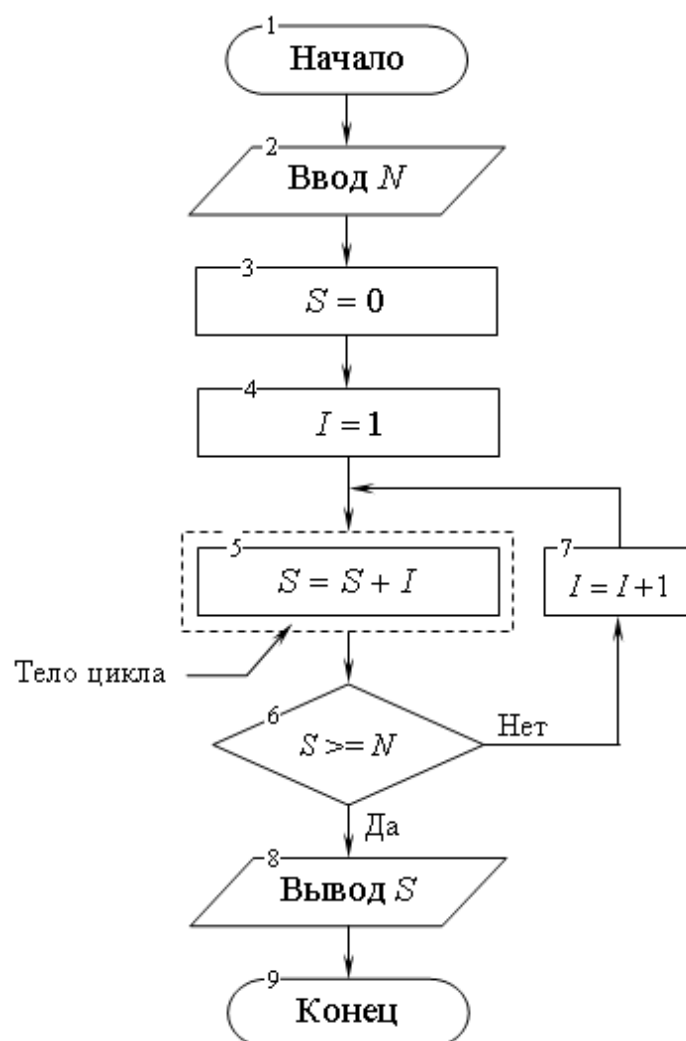 1
Начало
2
Ввод N
3
S = 0
4
I = 1
5
S = S + I
7
I = I+1
Тело цикла
6
S >= N
Нет
Да
8
Вывод S
9
Конец